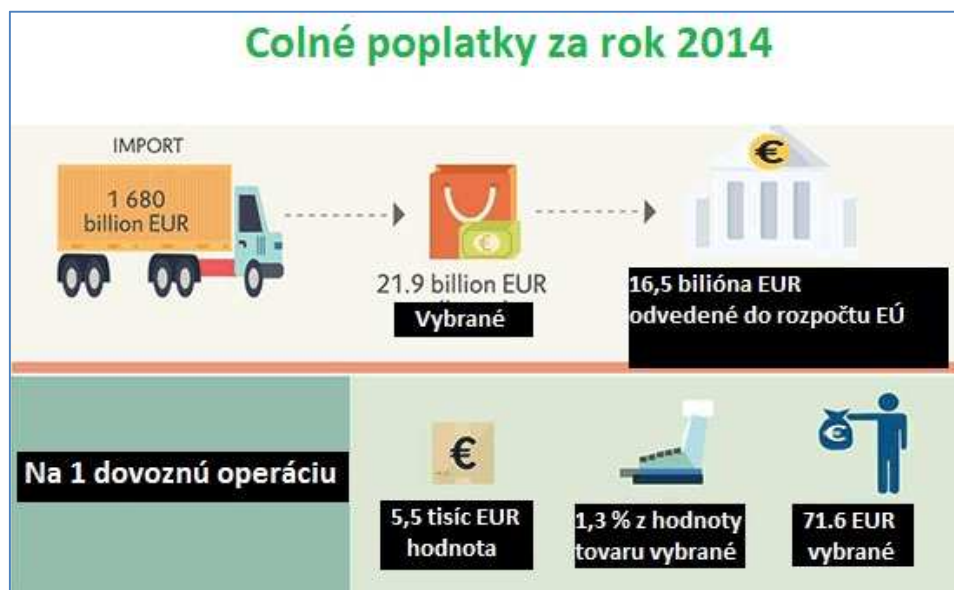 Colné poplatky za rok 2014
IMPORT
1 680
billion EUR
21.9 billion EUR
Vybrané
16,5 bilióna EUR
odvedené do rozpočtu EÚ
Na 1 dovoznú operáciu
5,5 tisíc EUR
hodnota
1,3 % z hodnoty
tovaru vybrané
71.6 EUR
vybrané